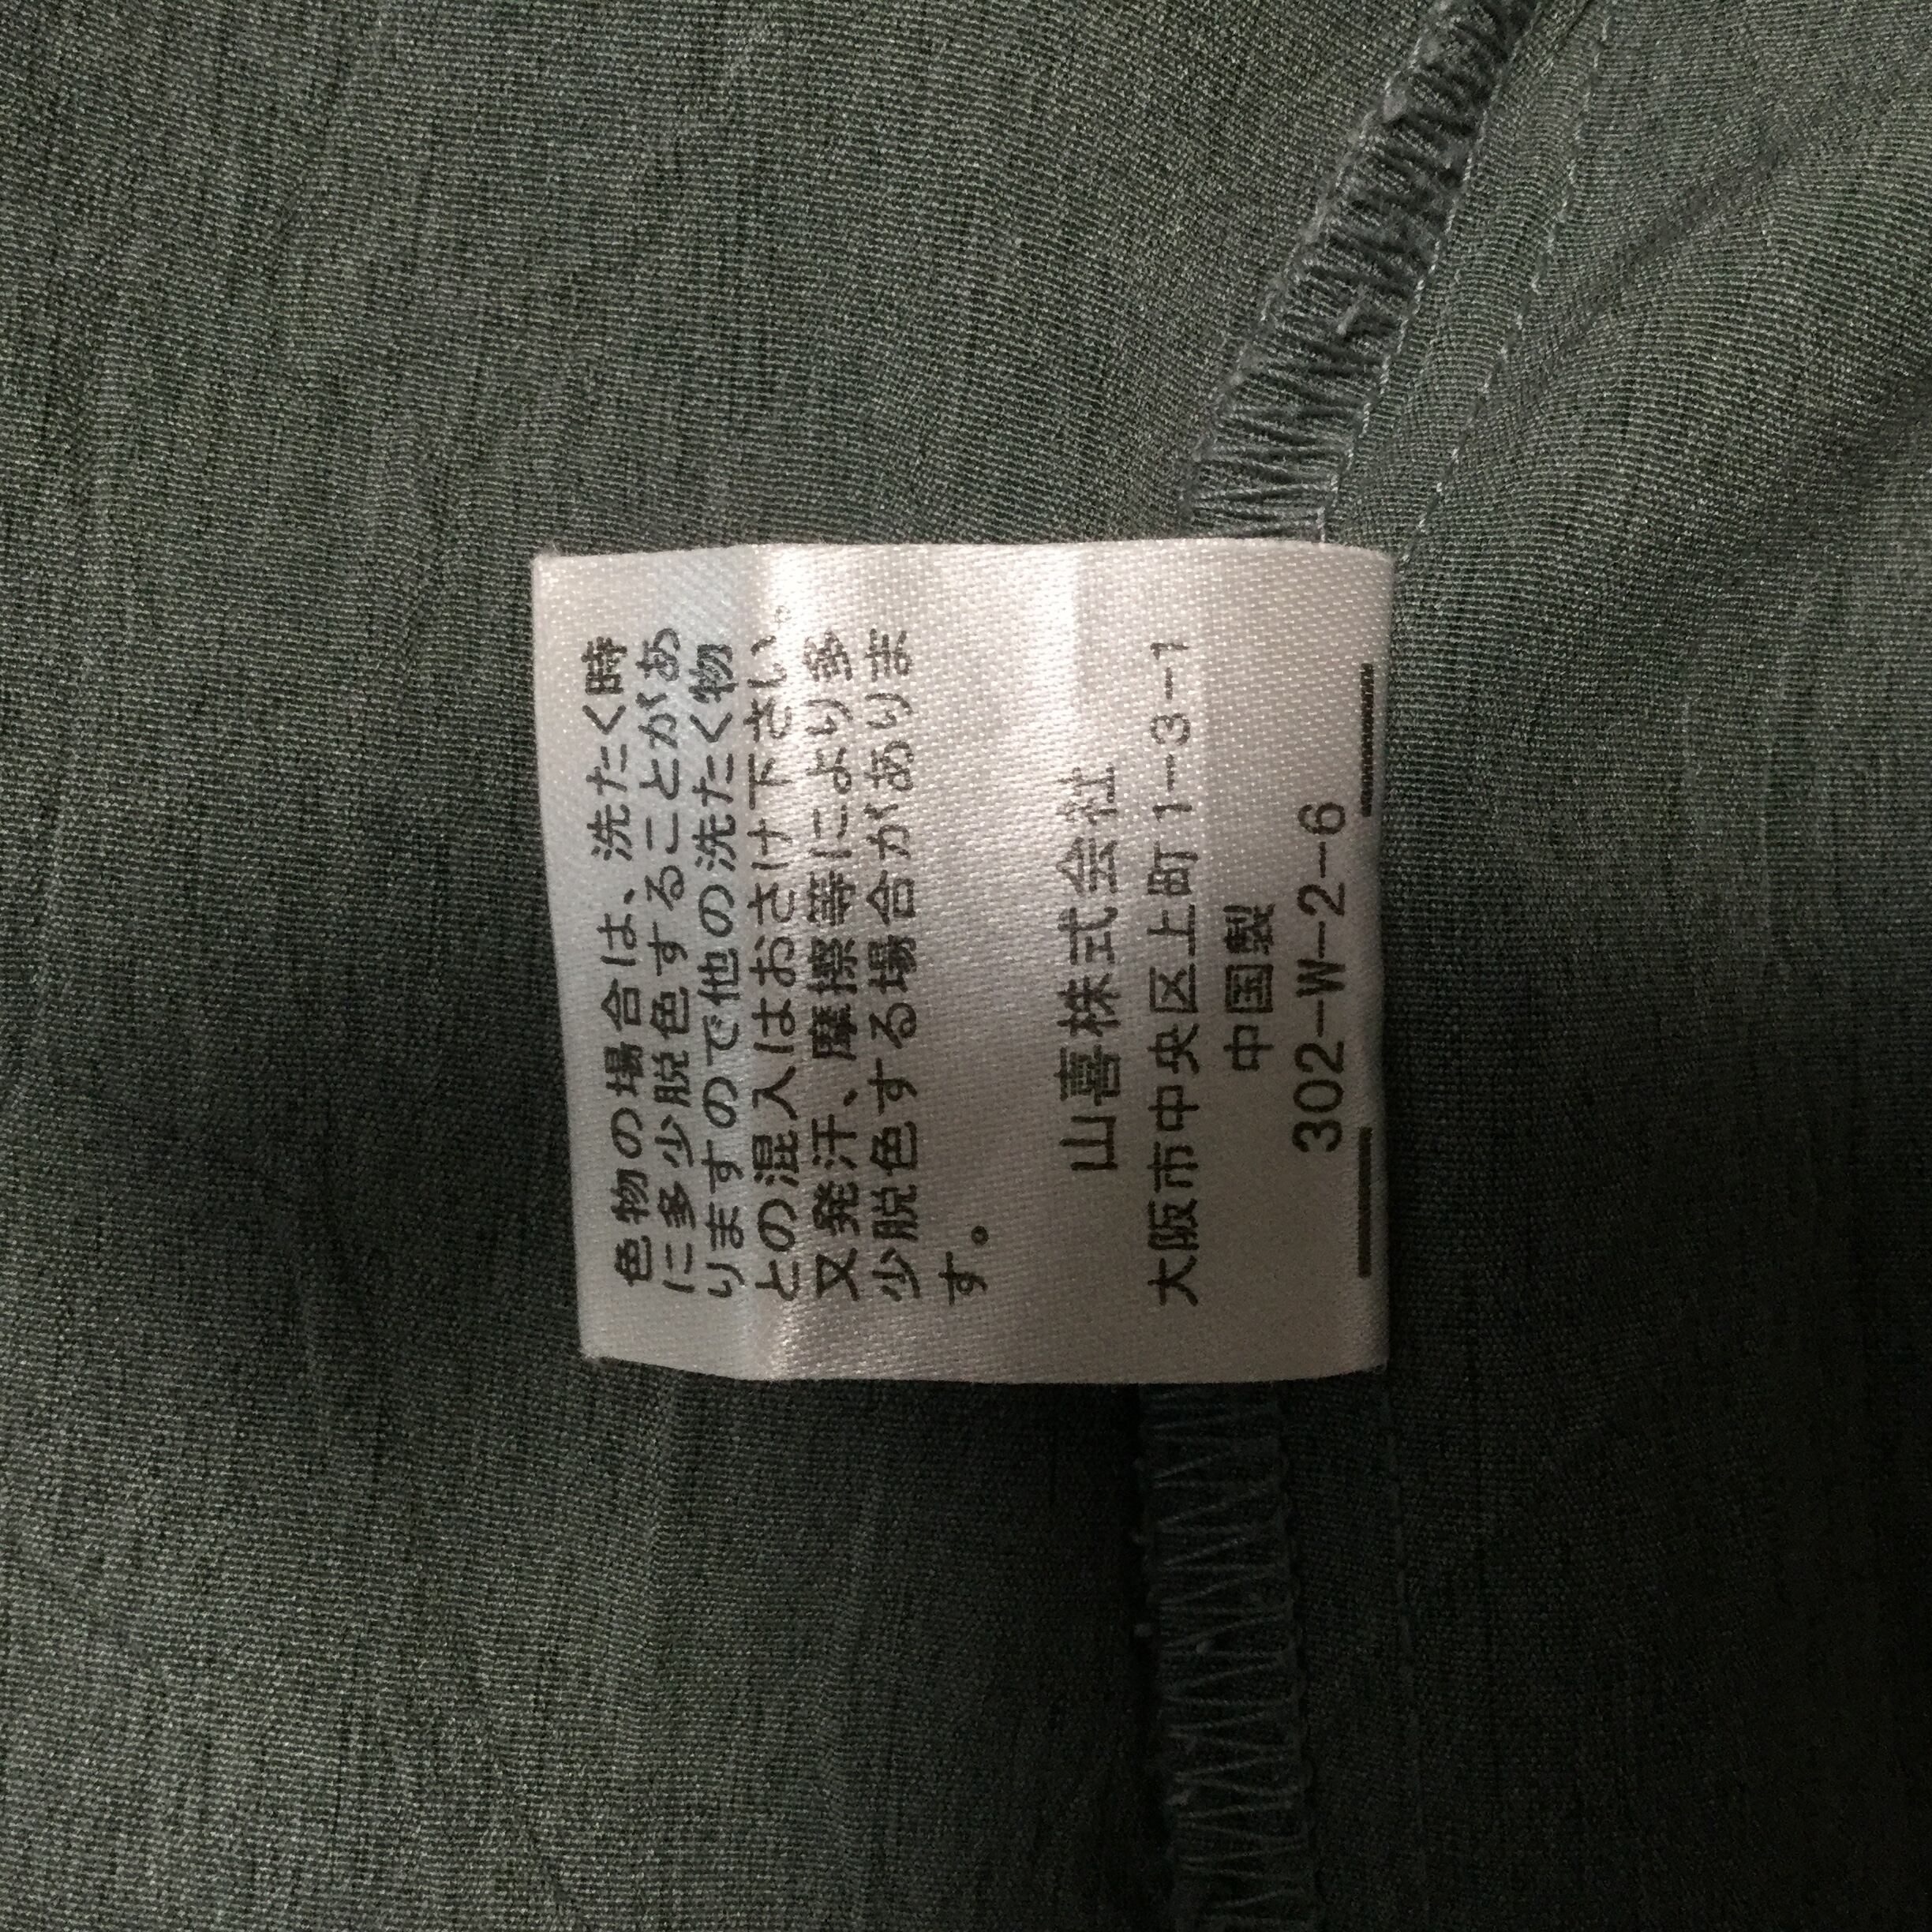 色物の場合は、洗たく時
に多少脱色することがあ
りますので他の洗たく物
との混入はおさけ下さい。
又発汗、摩擦等により多
少脱色する場合がありま
す。
山喜株式会社
大阪市中央区上町1-3-1
中国製
302-W-2-6